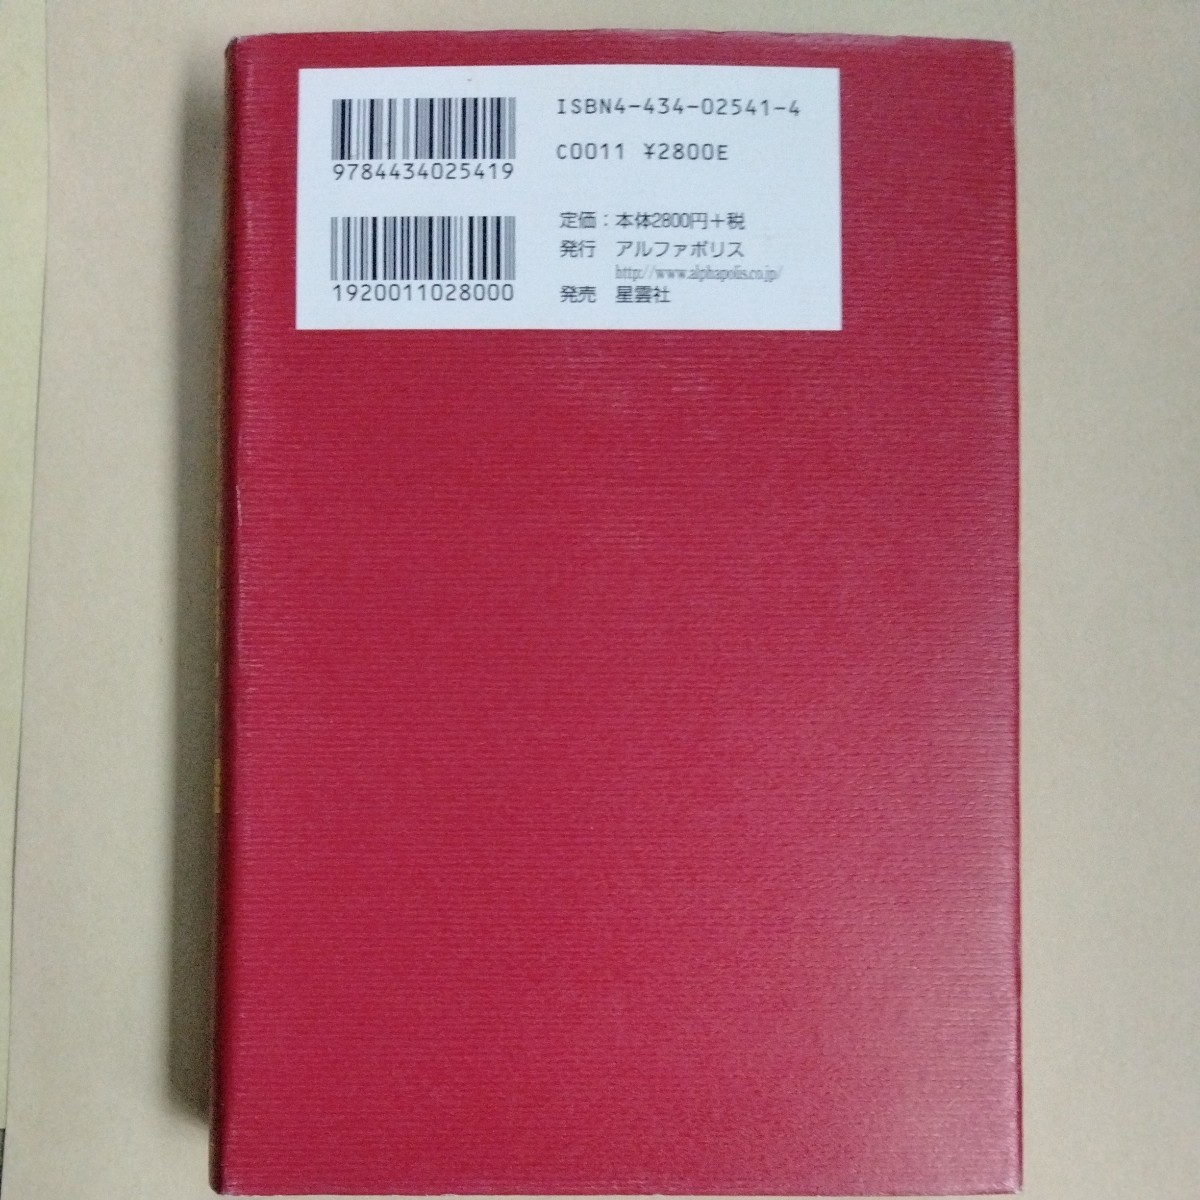 ISBN4-434-02541-4
9784434025419
C0011 ¥2800E
1920011028000
定価：本体2800円＋税
発行 アルファポリス
http://www.alphapolis.co.jp/
発売 星雲社